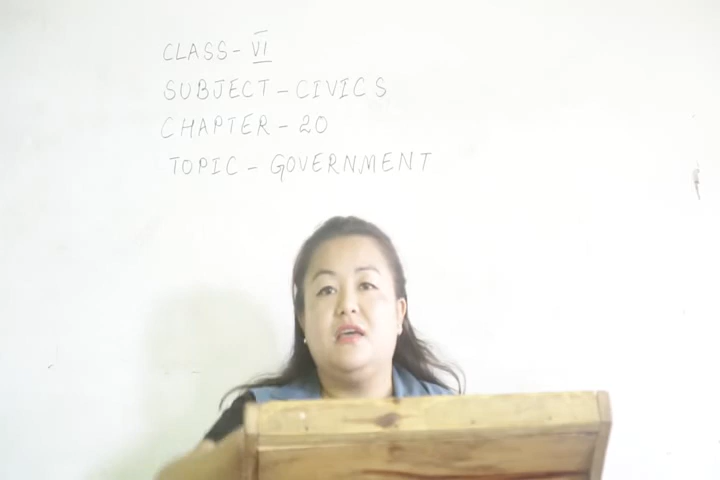 CLASS - VI
SUBJECT - CIVICS
CHAPTER - 20
TOPIC - GOVERNMENT